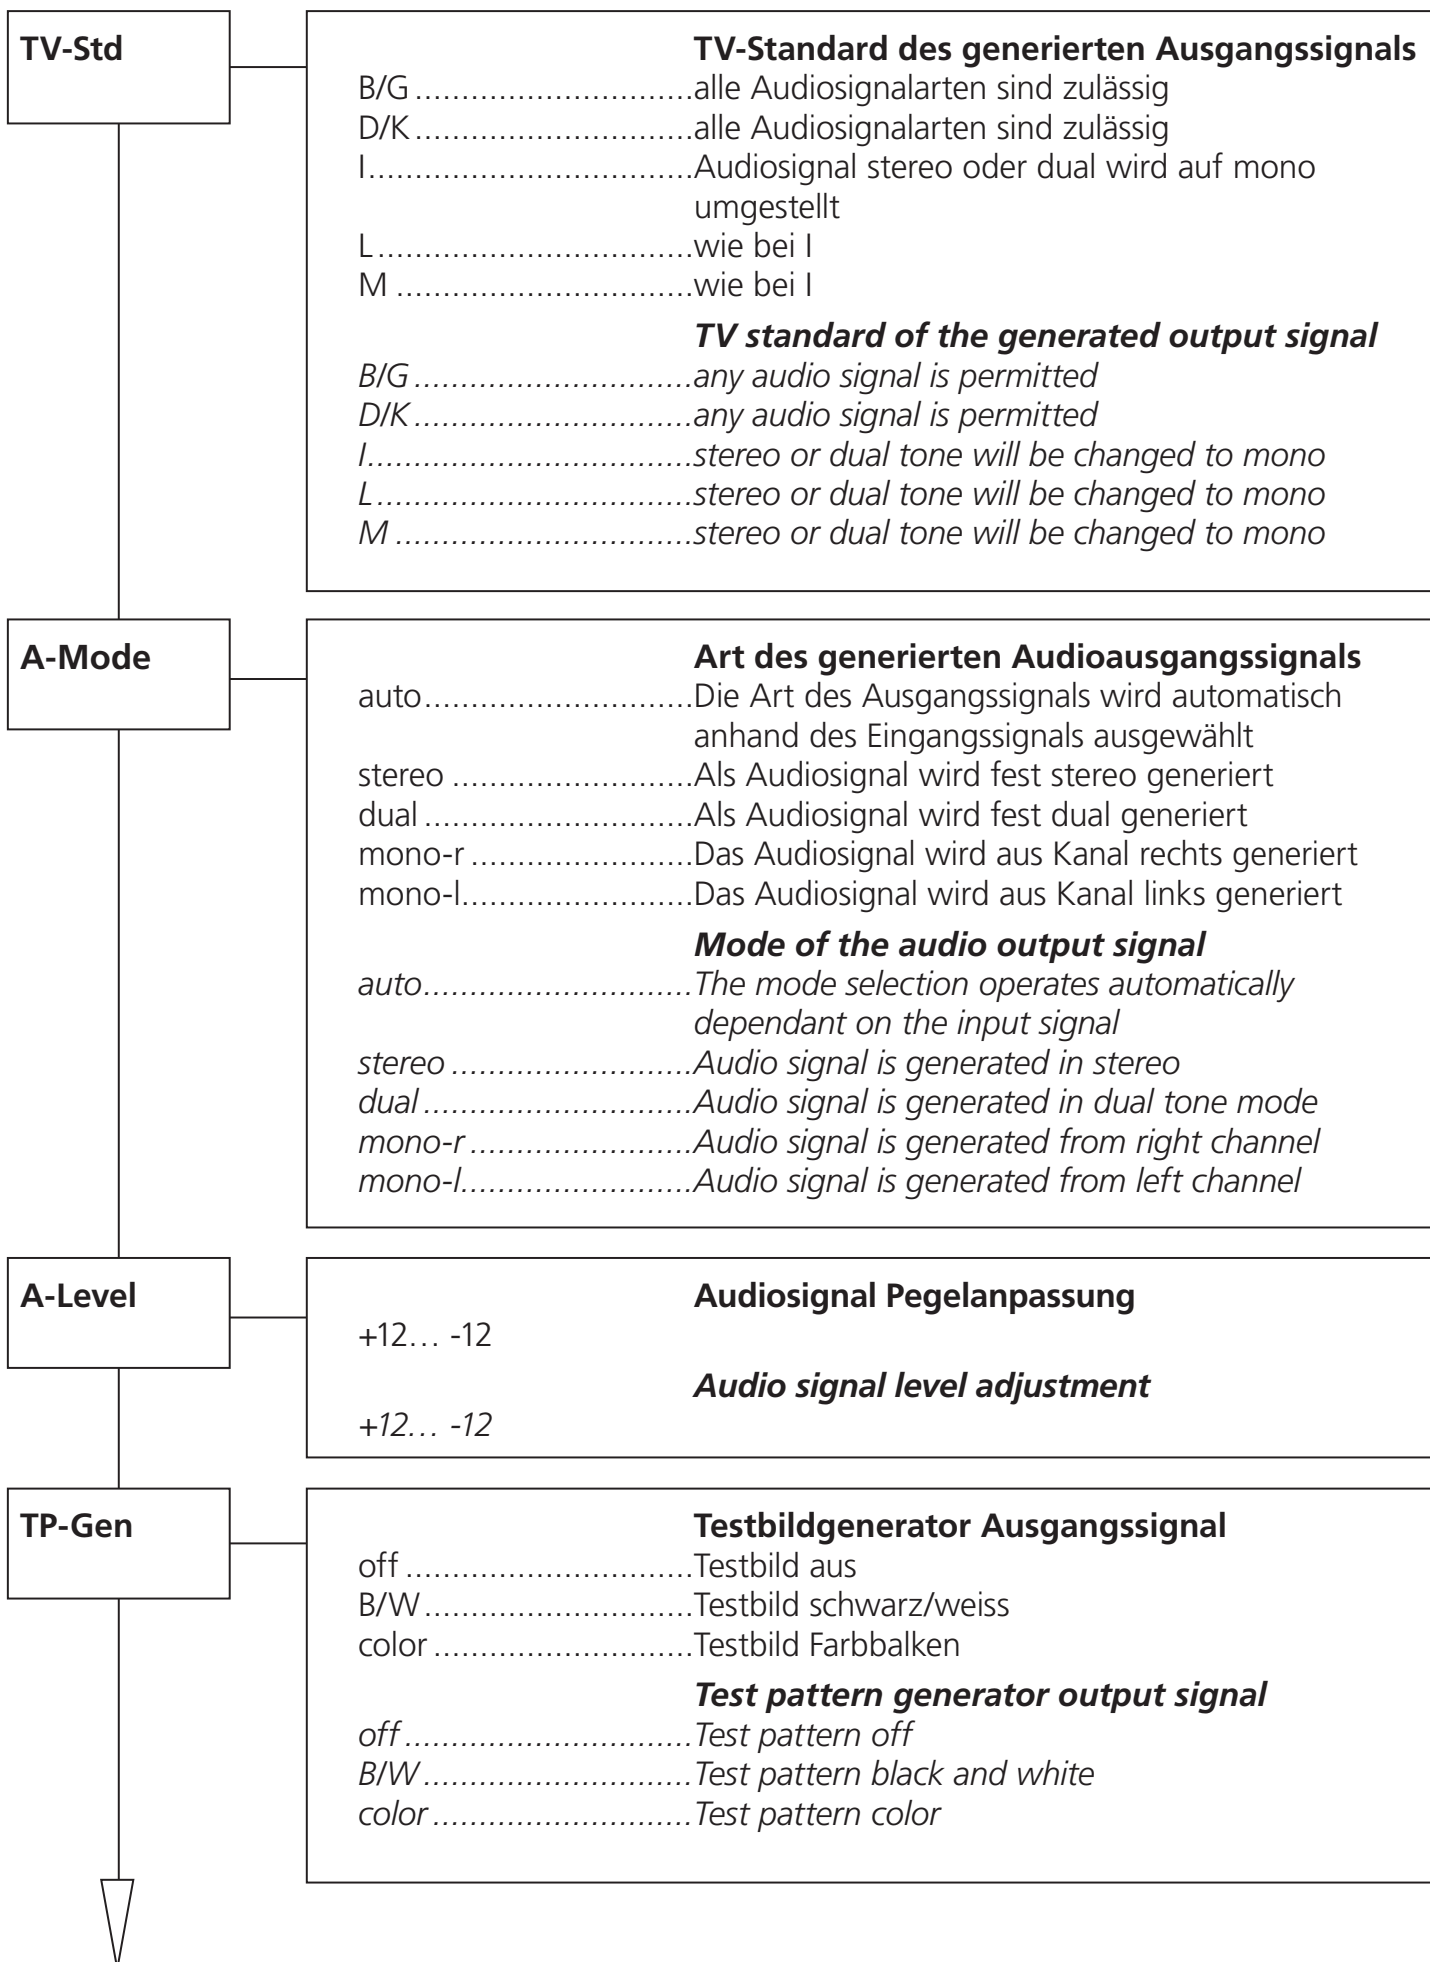 TV-Std
TV-Standard des generierten Ausgangssignals
B/G ..............................alle Audiosignalarten sind zulässig
D/K ..............................alle Audiosignalarten sind zulässig
I...................................Audiosignal stereo oder dual wird auf mono
umgestellt
L..................................wie bei I
M ................................wie bei I
TV standard of the generated output signal
B/G ..............................any audio signal is permitted
D/K ..............................any audio signal is permitted
I...................................stereo or dual tone will be changed to mono
L..................................stereo or dual tone will be changed to mono
M ................................stereo or dual tone will be changed to mono
A-Mode
Art des generierten Audioausgangssignals
auto.............................Die Art des Ausgangssignals wird automatisch
anhand des Eingangssignals ausgewählt
stereo ..........................Als Audiosignal wird fest stereo generiert
dual .............................Als Audiosignal wird fest dual generiert
mono-r ........................Das Audiosignal wird aus Kanal rechts generiert
mono-l.........................Das Audiosignal wird aus Kanal links generiert
Mode of the audio output signal
auto.............................The mode selection operates automatically
dependant on the input signal
stereo ..........................Audio signal is generated in stereo
dual .............................Audio signal is generated in dual tone mode
mono-r ........................Audio signal is generated from right channel
mono-l.........................Audio signal is generated from left channel
A-Level
Audiosignal Pegelanpassung
+12… -12
Audio signal level adjustment
+12… -12
TP-Gen
Testbildgenerator Ausgangssignal
off ...............................Testbild aus
B/W .............................Testbild schwarz/weiss
color ............................Testbild Farbbalken
Test pattern generator output signal
off ...............................Test pattern off
B/W .............................Test pattern black and white
color ............................Test pattern color